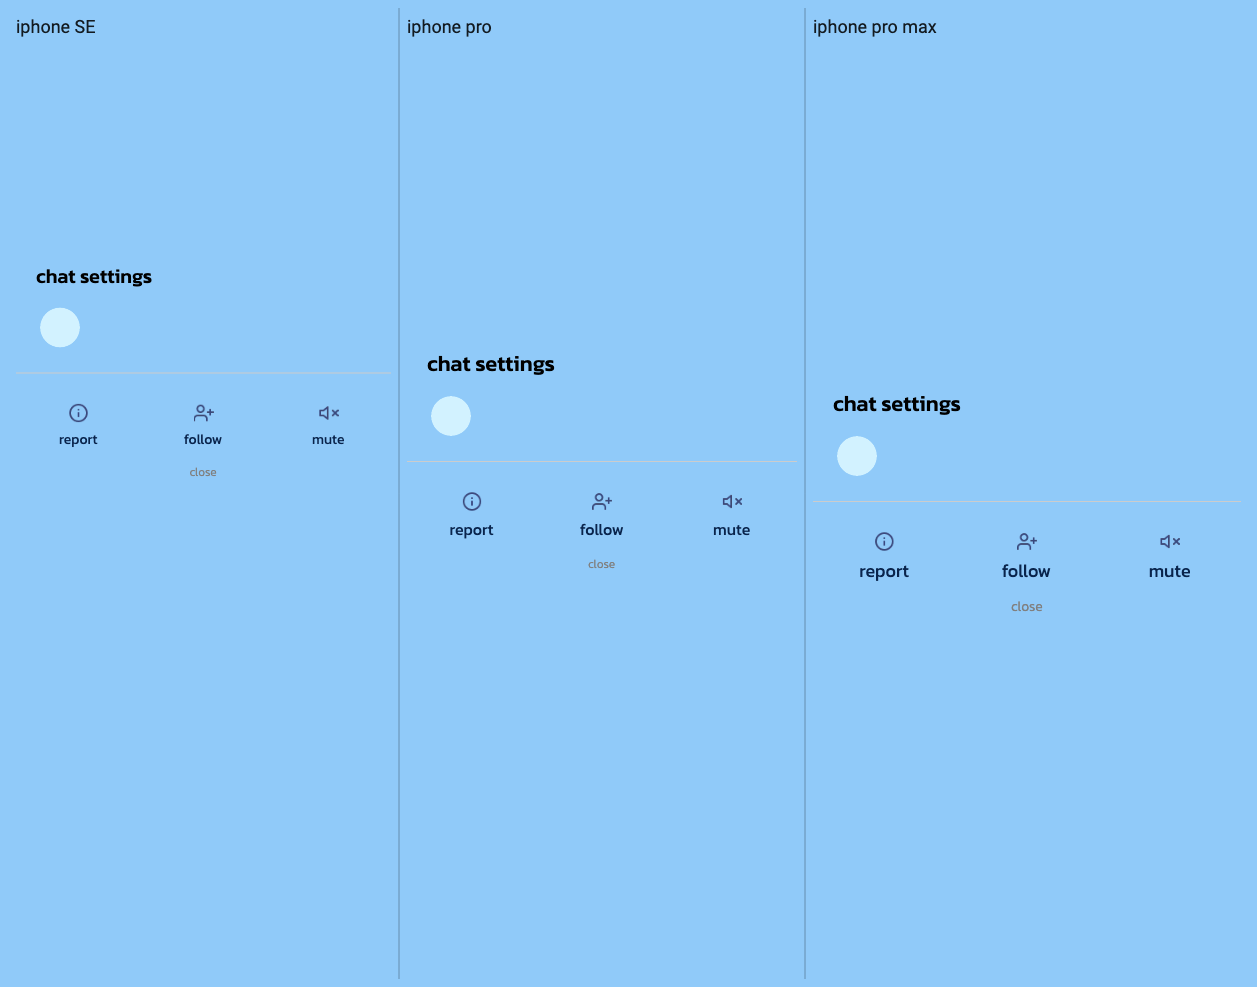 iphone SE
chat settings
report
follow
mute
close
iphone pro
chat settings
report
follow
mute
close
iphone pro max
chat settings
report
follow
mute
close